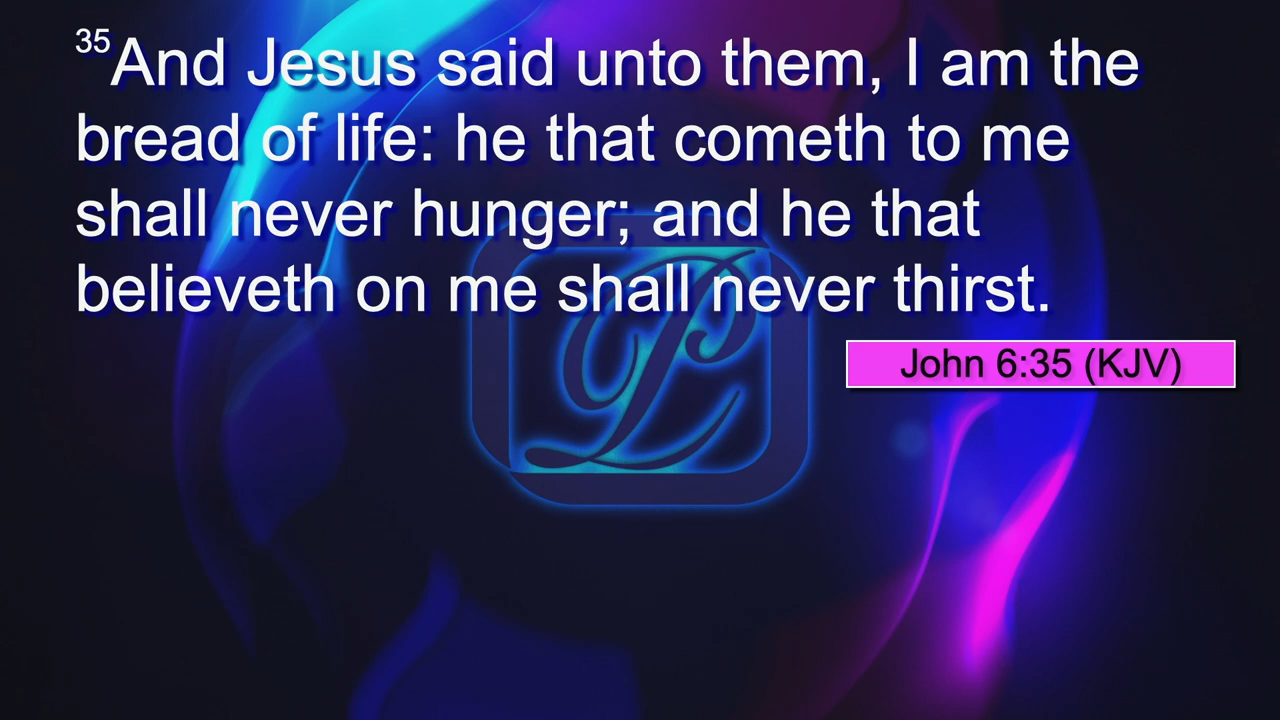 35And Jesus said unto them, I am the
bread of life: he that cometh to me
shall never hunger; and he that
believeth on me shall never thirst.
John 6:35 (KJV)